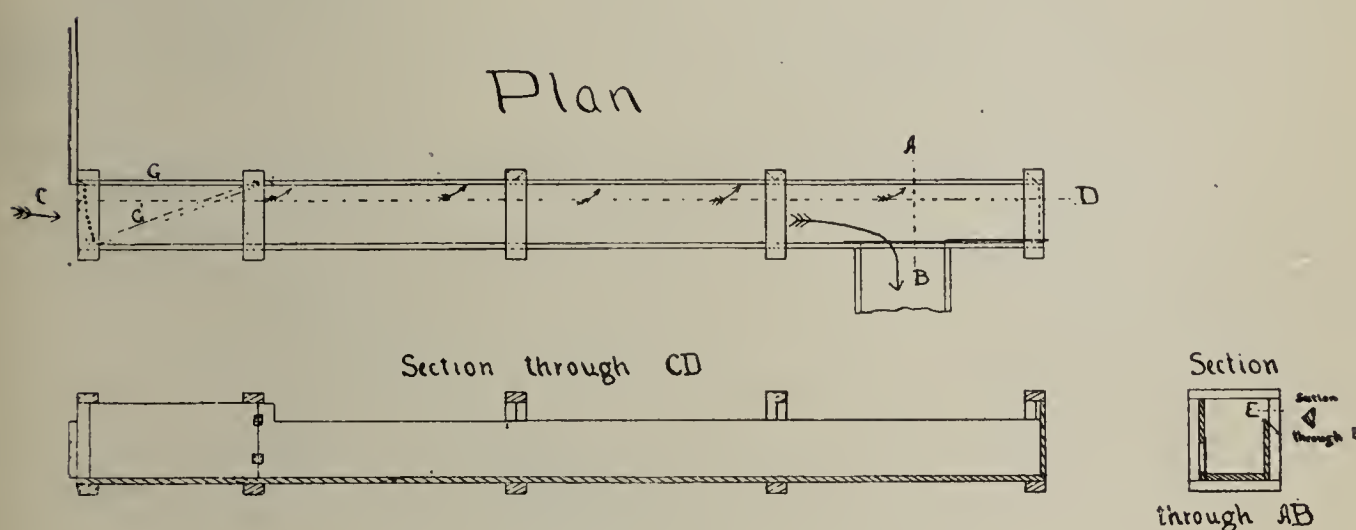 Plan
A
G
C
G
D
B
Section through CD
Section
E
Section
through E
through AB